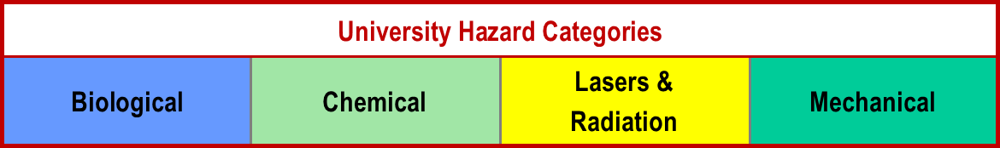 University Hazard Categories
Biological
Chemical
Lasers &
Radiation
Mechanical